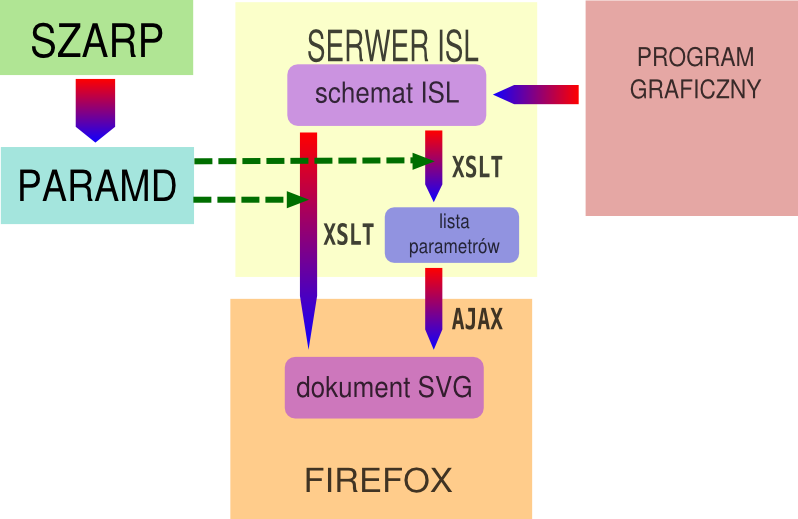 SZARP
SERWER ISL
PROGRAM
GRAFICZNY
schemat ISL
PARAMD
XSLT
XSLT
lista
parametrów
AJAX
dokument SVG
FIREFOX